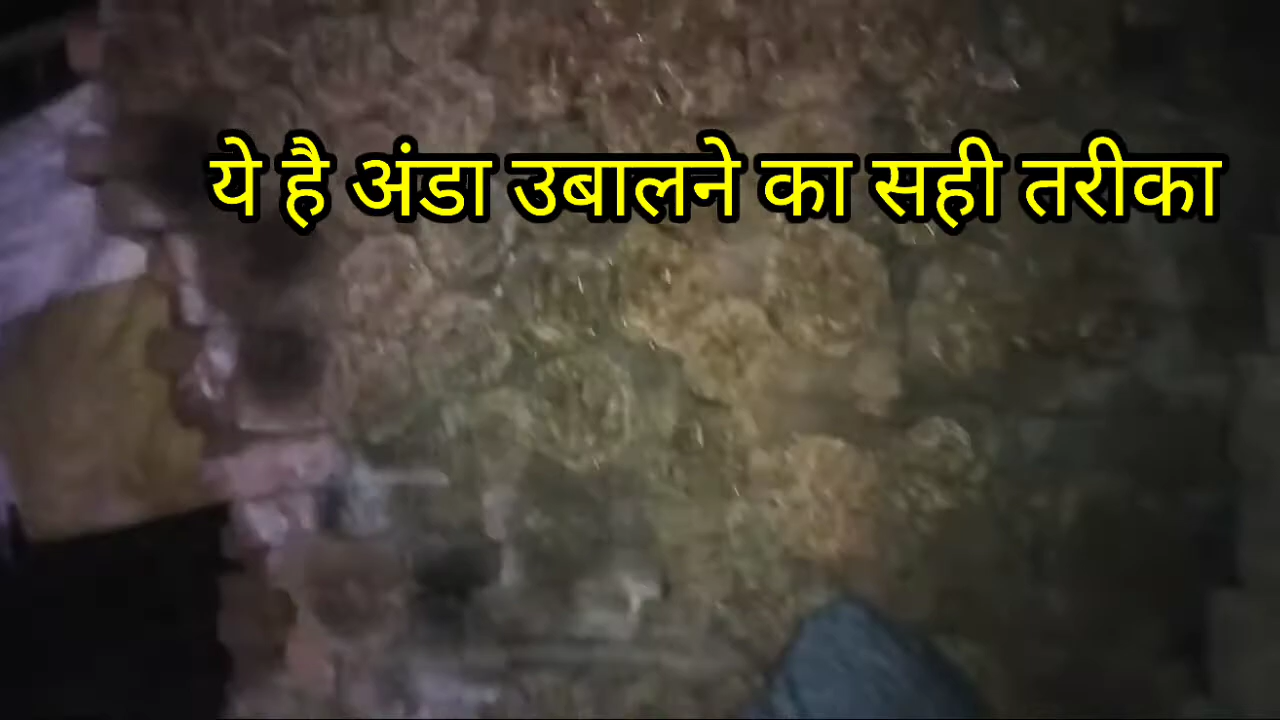 ये है अंडा उबालने का सही तरीका